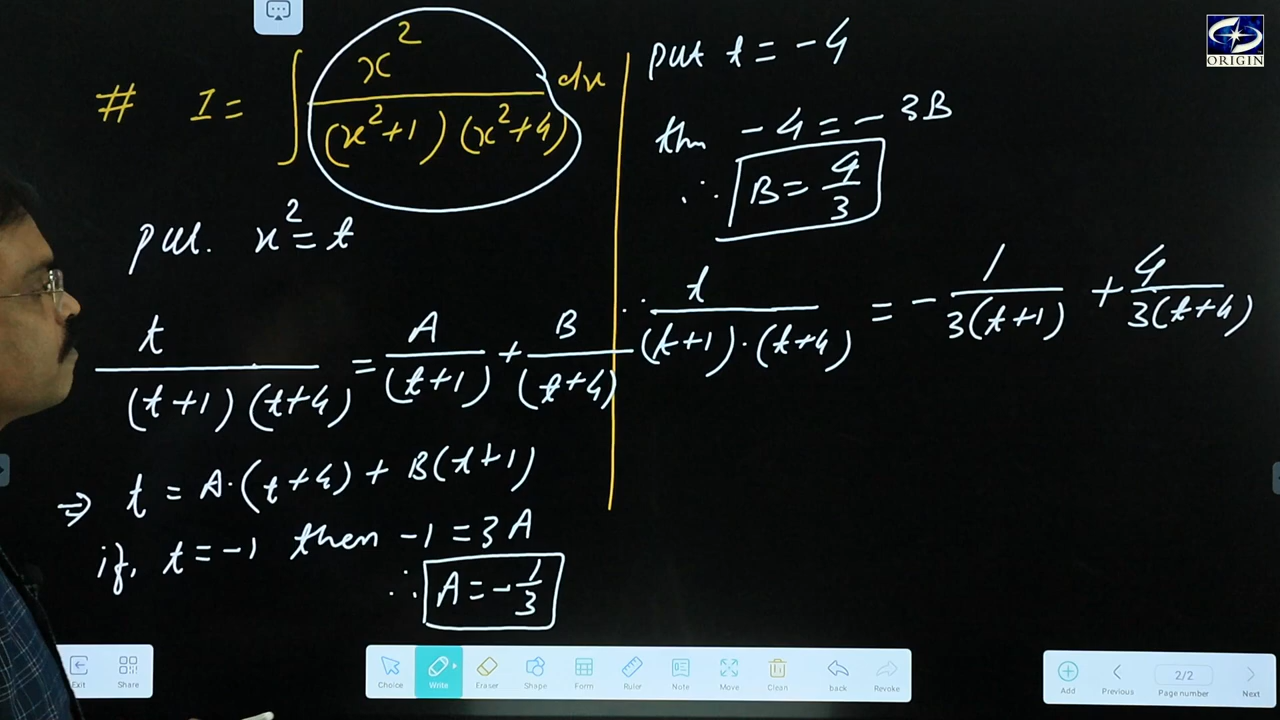 # I = ∫ x² / (x²+1)(x²+4) dx
put. x² = t
t / (t+1)(t+4) = A / (t+1) + B / (t+4)
⇒ t = A·(t+4) + B(t+1)
if, t = -1 then -1 = 3A
∴ A = -1/3
put t = -4
then -4 = -3B
∴ B = 4/3
∴ t / (t+1)·(t+4) = - 1 / 3(t+1) + 4 / 3(t+4)
ORIGIN
Exit Share
Choice Write Eraser Shape Form Ruler Note Move Clean back Revoke
Add Previous 2/2 Page number Next